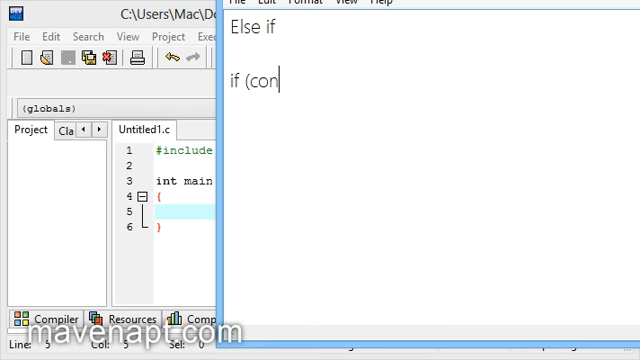 C:\Users\Mac\Do
File Edit Search View Project Exe
(globals)
Project Cla
Untitled1.c
1 #include
2
3 int main
4 {
5
6 }
Compiler Resources Comp
Line: 5 Col: 5 Sel: 0
File Edit Format View Help
Else if
if (con
mavenapt.com